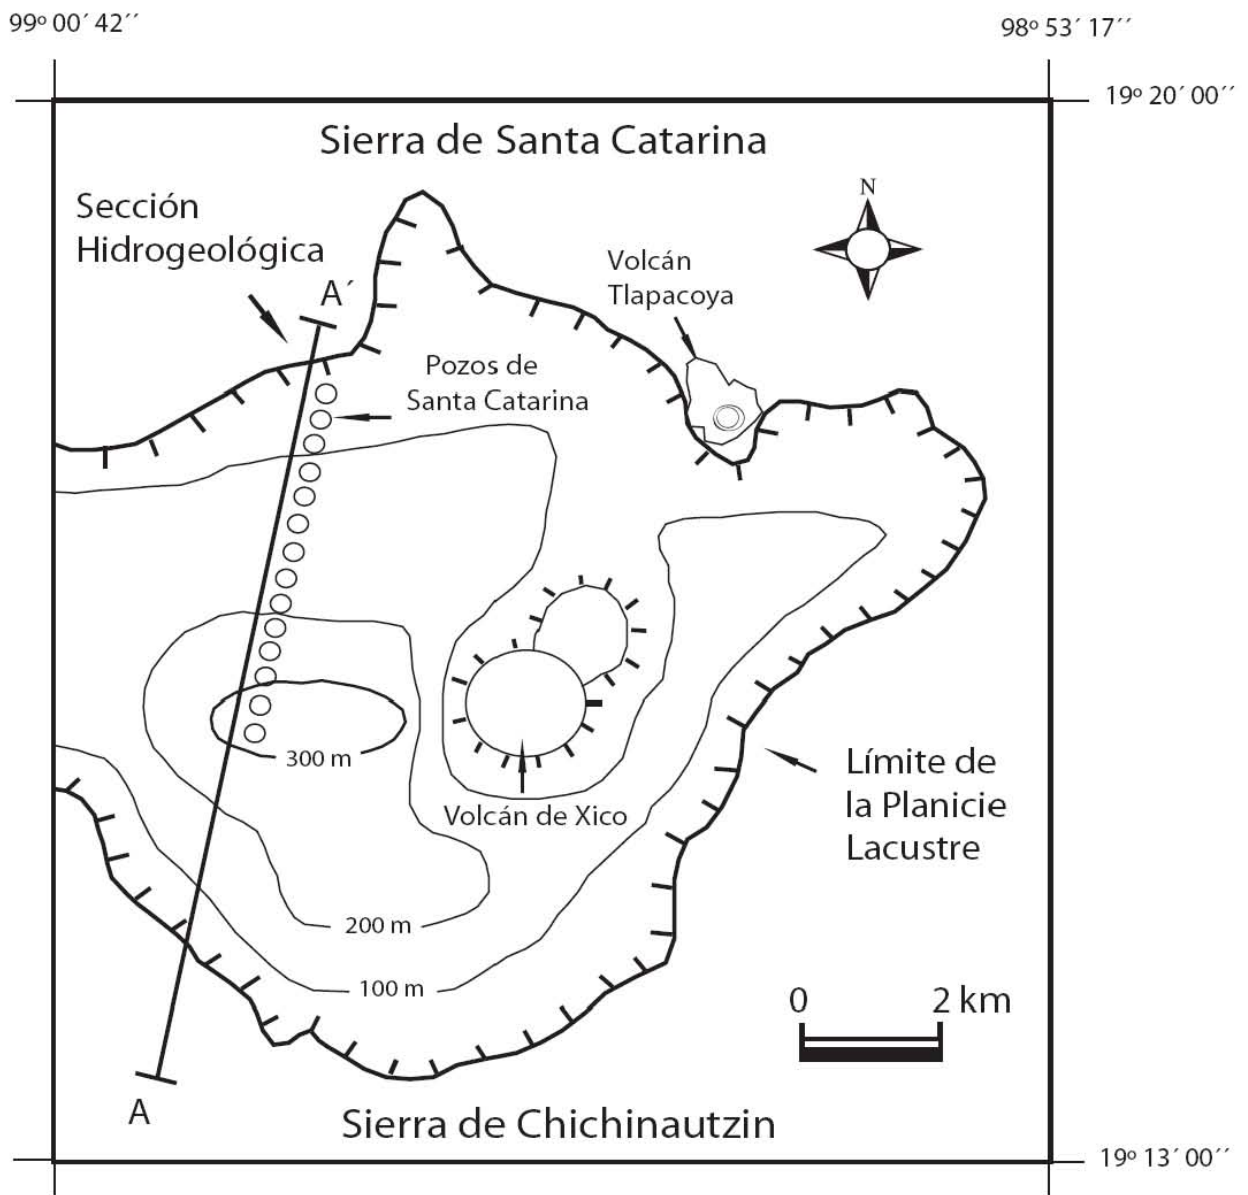 99º 00´ 42´´
98º 53´ 17´´
19º 20´ 00´´
Sierra de Santa Catarina
Sección
Hidrogeológica
N
Volcán
Tlapacoya
A´
Pozos de
Santa Catarina
300 m
Volcán de Xico
Límite de
la Planicie
Lacustre
200 m
100 m
0 2 km
A
Sierra de Chichinautzin
19º 13´ 00´´